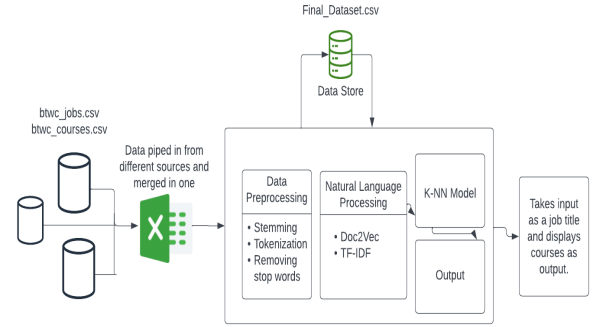 Final_Dataset.csv
Data Store
btwc_jobs.csv
btwc_courses.csv
Data piped in from
different sources and
merged in one
X
Data
Preprocessing
• Stemming
• Tokenization
• Removing
stop words
Natural Language
Processing
• Doc2Vec
• TF-IDF
K-NN Model
Output
Takes input
as a job title
and displays
courses as
output.